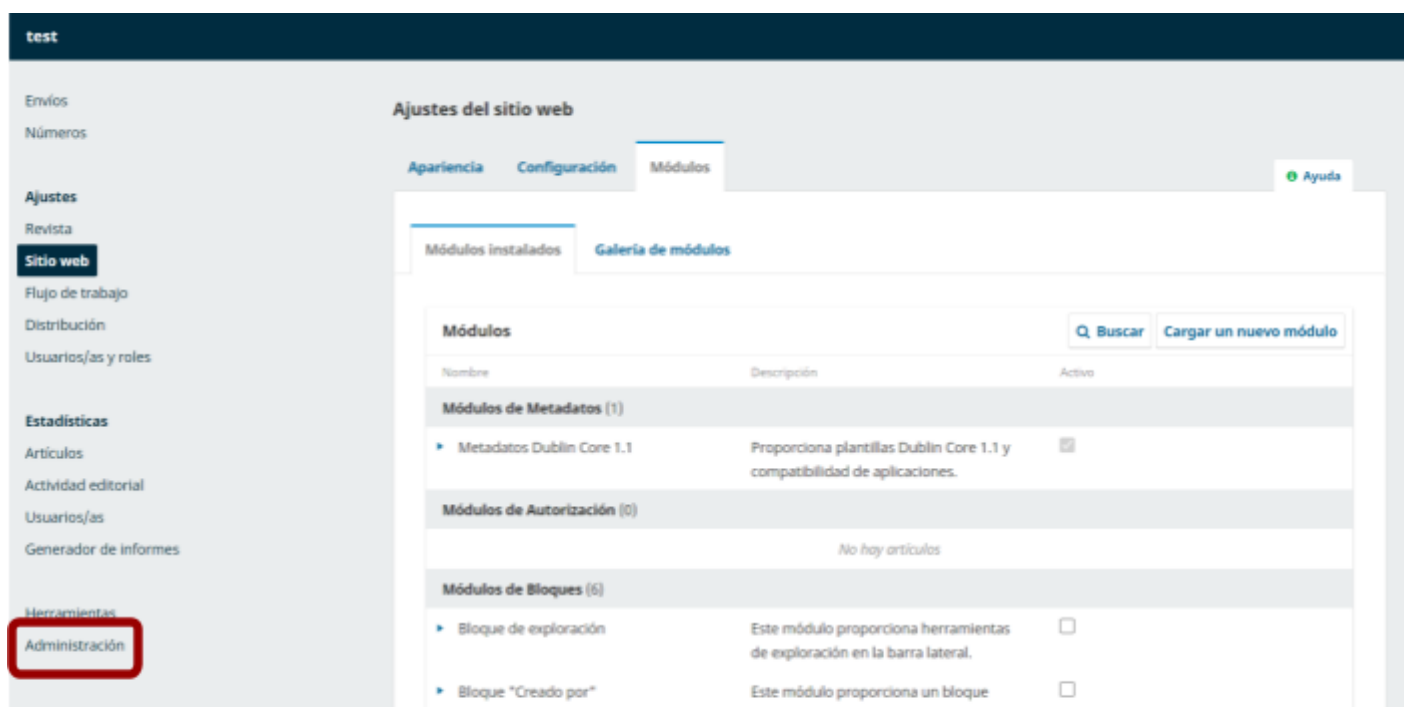 test
Envíos
Números
Ajustes
Revista
Sitio web
Flujo de trabajo
Distribución
Usuarios/as y roles
Estadísticas
Artículos
Actividad editorial
Usuarios/as
Generador de informes
Herramientas
Administración
Ajustes del sitio web
Apariencia Configuración Módulos
Ayuda
Módulos instalados Galería de módulos
Módulos Buscar Cargar un nuevo módulo
Nombre Descripción Activo
Módulos de Metadatos (1)
Metadatos Dublin Core 1.1 Proporciona plantillas Dublin Core 1.1 y
compatibilidad de aplicaciones.
Módulos de Autorización (0)
No hay artículos
Módulos de Bloques (6)
Bloque de exploración Este módulo proporciona herramientas
de exploración en la barra lateral.
Bloque "Creado por" Este módulo proporciona un bloque